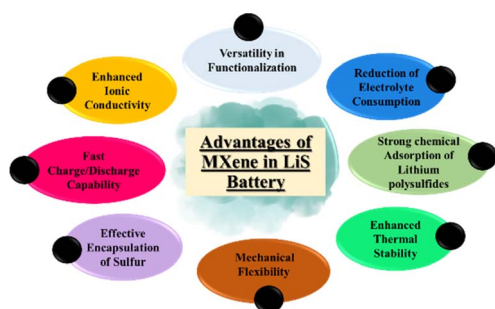 Versatility in
Functionalization
Enhanced
Ionic
Conductivity
Reduction of
Electrolyte
Consumption
Advantages of
MXene in LiS
Battery
Fast
Charge/Discharge
Capability
Strong chemical
Adsorption of
Lithium
polysulfides
Effective
Encapsulation
of Sulfur
Enhanced
Thermal
Stability
Mechanical
Flexibility